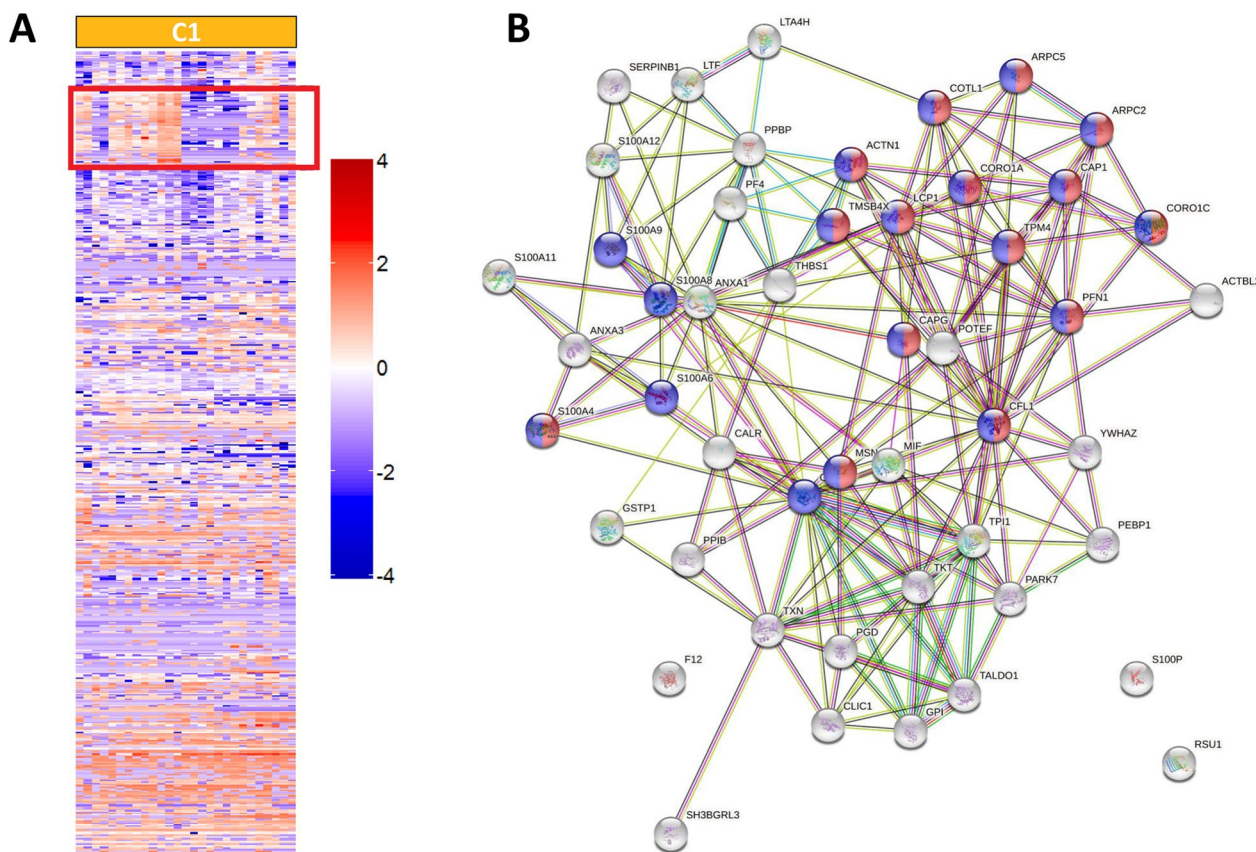 A
C1
4
2
0
-2
-4
B
LTA4H
SERPINB1
LTF
ARPC5
COTL1
ARPC2
S100A12
PPBP
ACTN1
CORO1A
CAP1
PF4
TMSB4X
LCP1
CORO1C
TPM4
S100A9
S100A11
S100A8
ANXA1
THBS1
ACTBL
PFN1
ANXA3
CAPG
POTEF
S100A6
S100A4
CFL1
CALR
MSN
MIF
YWHAZ
GSTP1
PPIB
TPI1
PEBP1
TKT
PARK7
TXN
PGD
F12
S100P
TALDO1
CLIC1
GPI
RSU1
SH3BGRL3